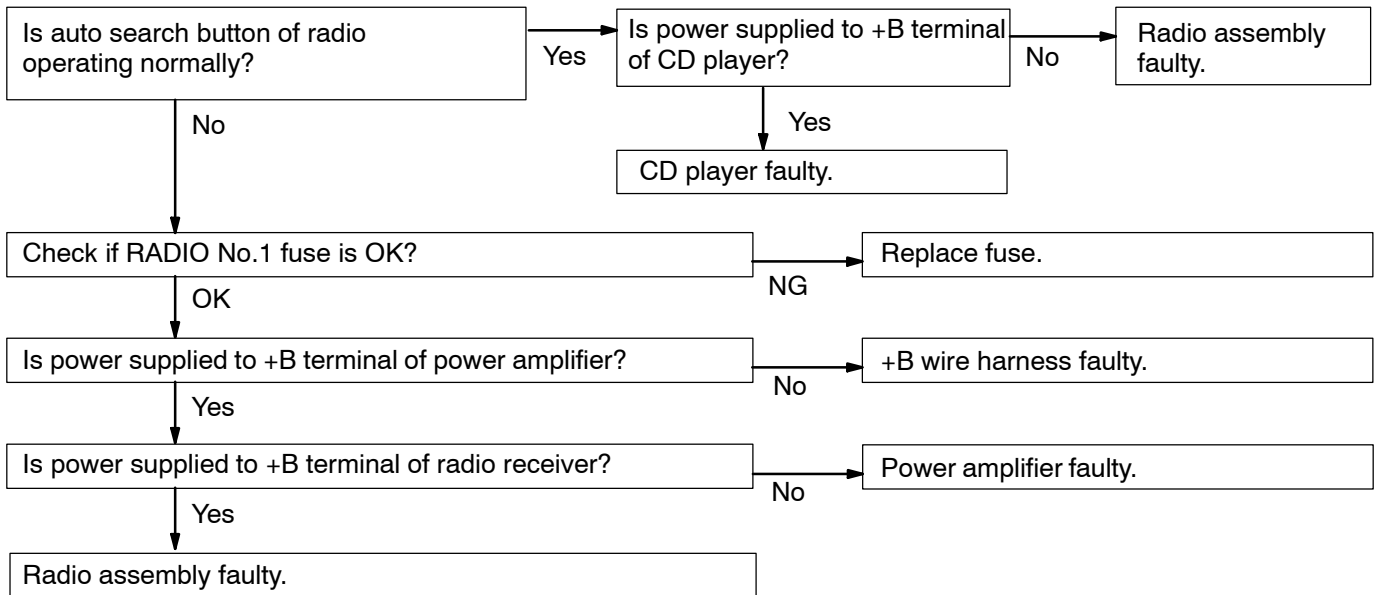 Is auto search button of radio
operating normally?
Yes
Is power supplied to +B terminal
of CD player?
No
Radio assembly
faulty.
No
Yes
CD player faulty.
Check if RADIO No.1 fuse is OK?
NG
Replace fuse.
OK
Is power supplied to +B terminal of power amplifier?
No
+B wire harness faulty.
Yes
Is power supplied to +B terminal of radio receiver?
No
Power amplifier faulty.
Yes
Radio assembly faulty.